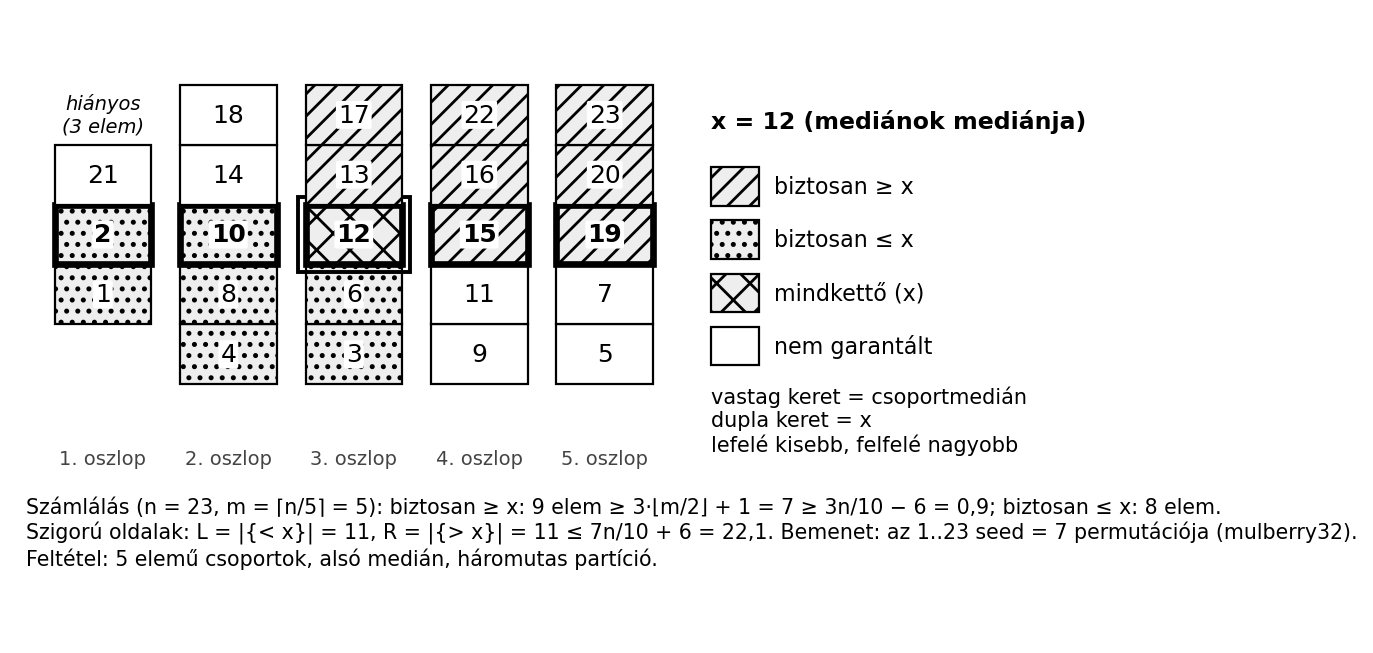 hiányos
(3 elem)
18
17
22
23
21
14
13
16
20
2
10
12
15
19
1
8
6
11
7
4
3
9
5
1. oszlop
2. oszlop
3. oszlop
4. oszlop
5. oszlop
x = 12 (mediánok mediánja)
biztosan ≥ x
biztosan ≤ x
mindkettő (x)
nem garantált
vastag keret = csoportmedián
dupla keret = x
lefelé kisebb, felfelé nagyobb
Számlálás (n = 23, m = ⌈n/5⌉ = 5): biztosan ≥ x: 9 elem ≥ 3·⌊m/2⌋ + 1 = 7 ≥ 3n/10 − 6 = 0,9; biztosan ≤ x: 8 elem.
Szigorú oldalak: L = |{< x}| = 11, R = |{> x}| = 11 ≤ 7n/10 + 6 = 22,1. Bemenet: az 1..23 seed = 7 permutációja (mulberry32).
Feltétel: 5 elemű csoportok, alsó medián, háromutas partíció.